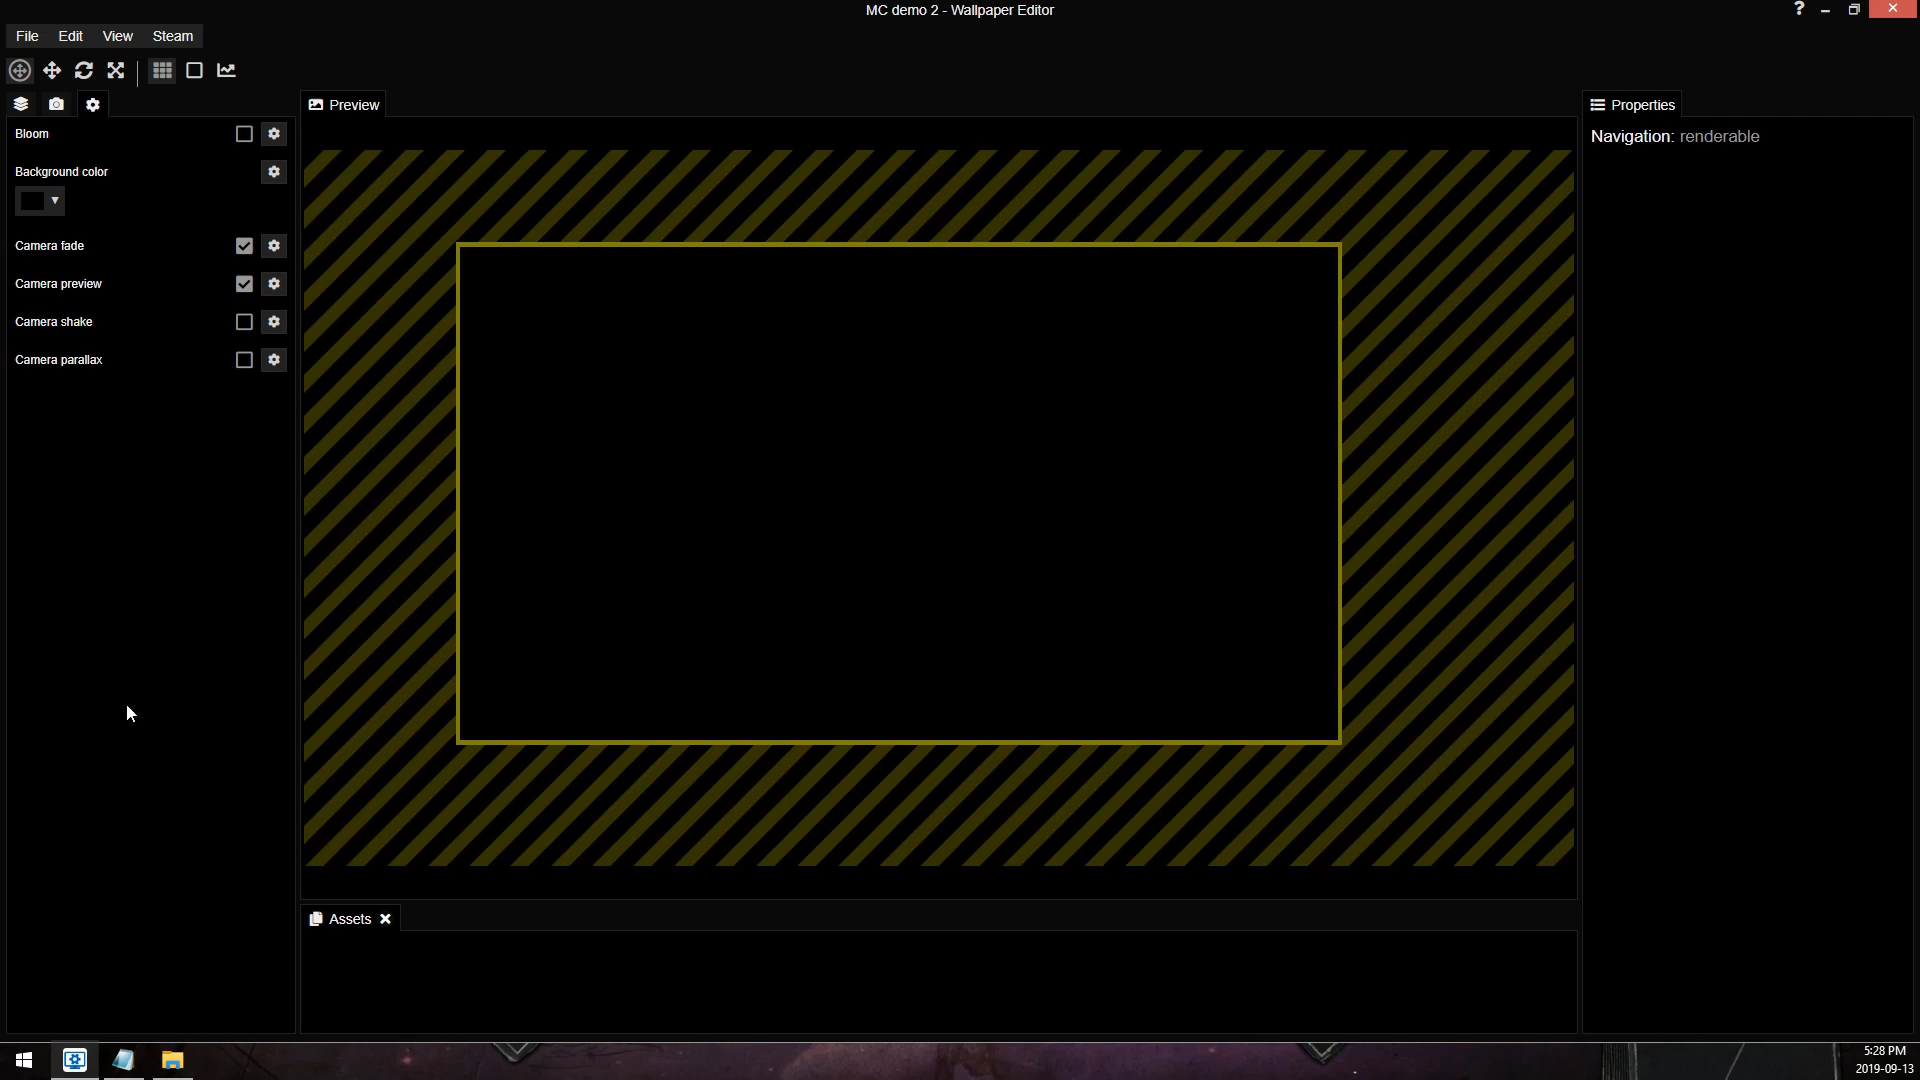 MC demo 2 - Wallpaper Editor
?
File Edit View Steam
Preview
Properties
Bloom
Navigation: renderable
Background color
Camera fade
Camera preview
Camera shake
Camera parallax
Assets
5:28 PM
2019-09-13